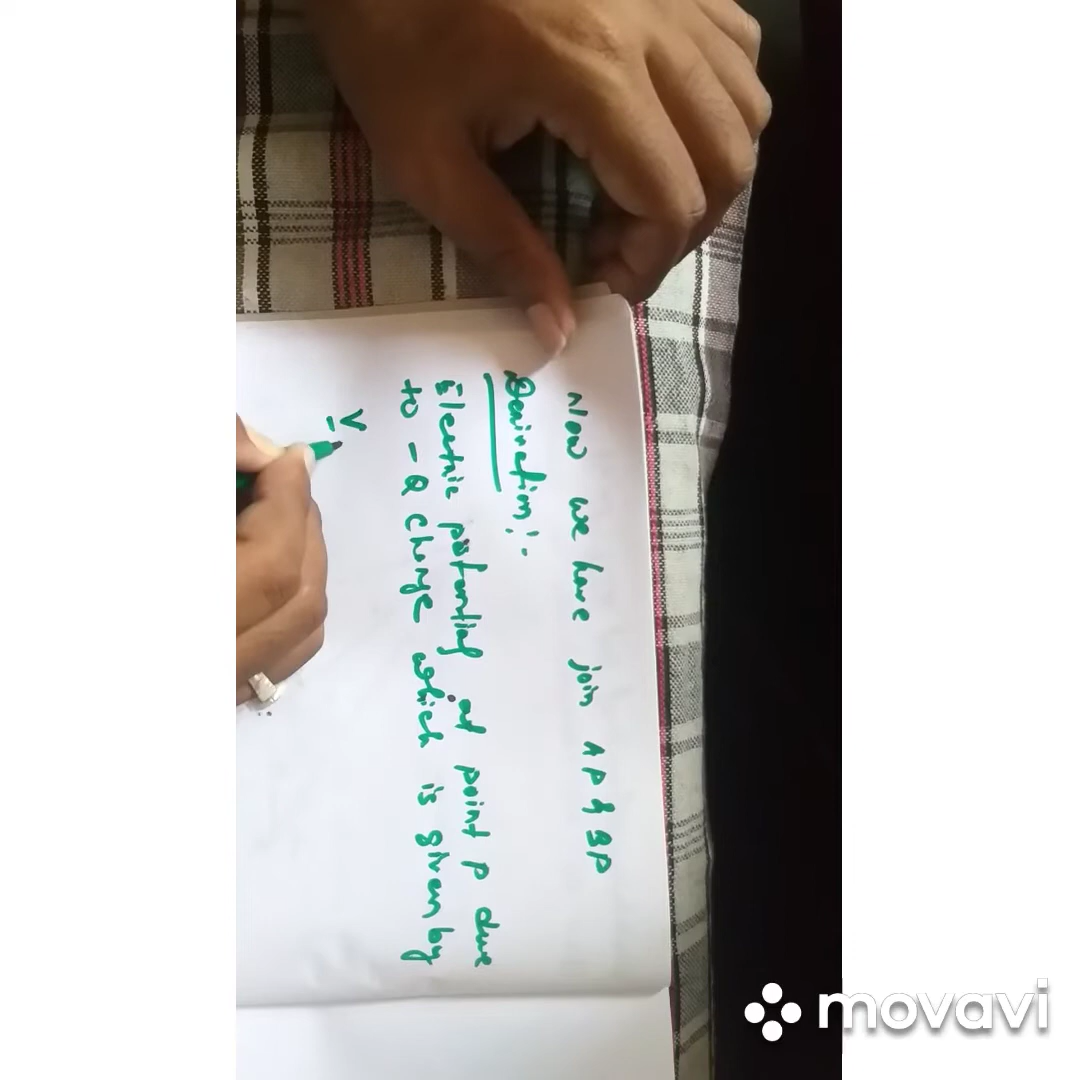 Now we have join AP & BP
Derivation:-
Electric potential at point P due
to -Q charge which is given by
V
movavi